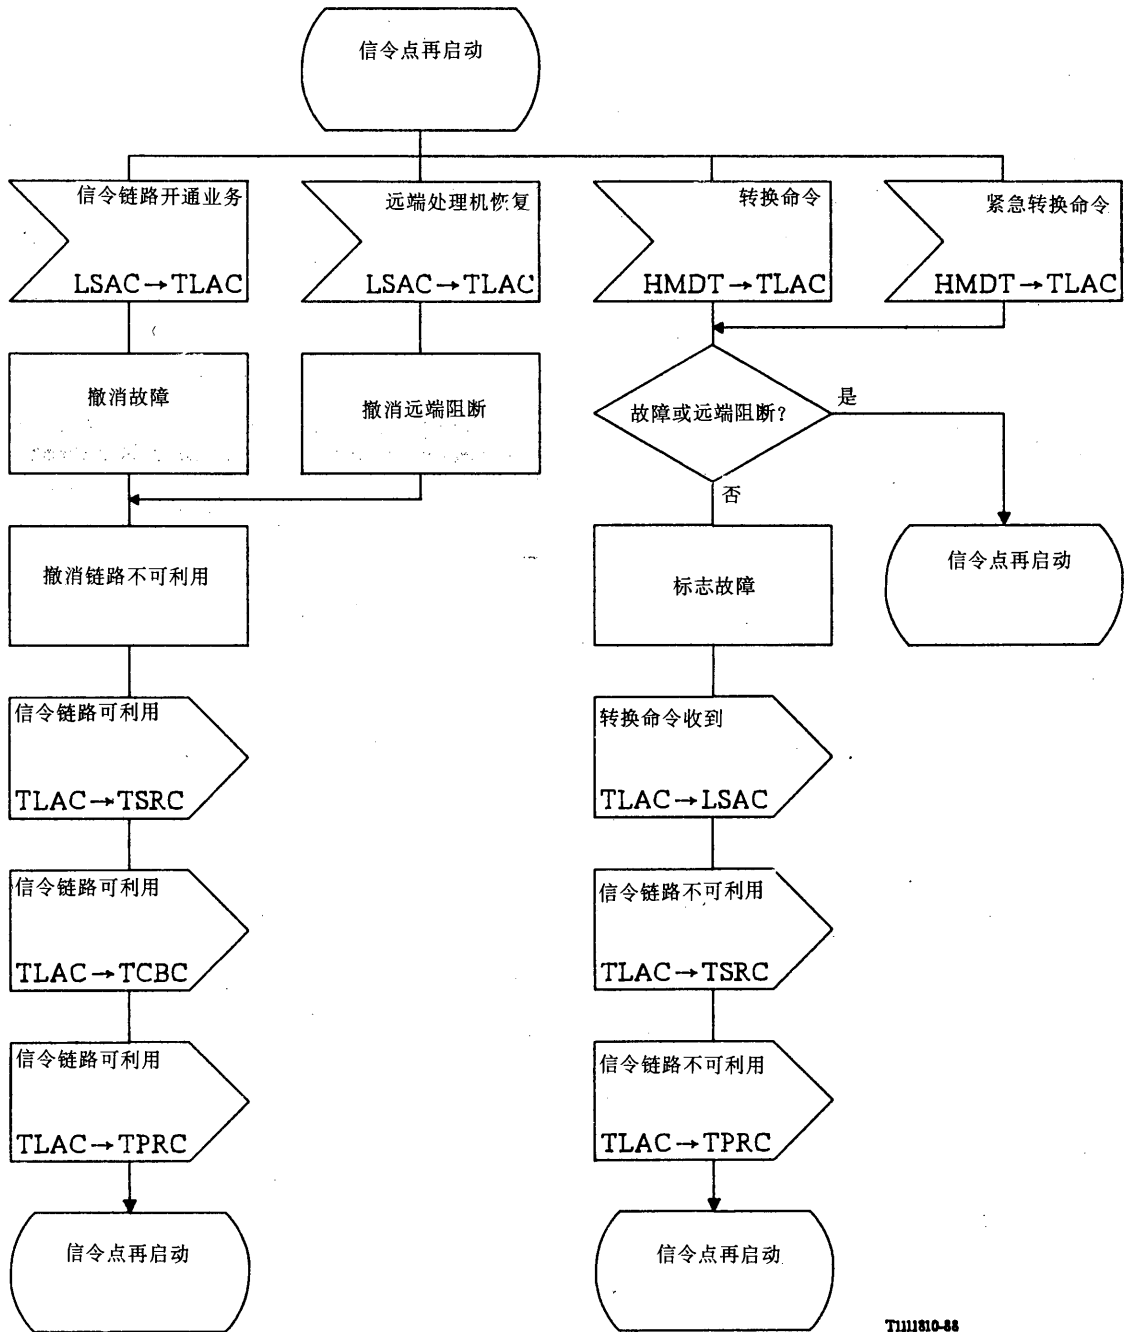 信令点再启动
信令链路开通业务
LSAC→TLAC
远端处理机恢复
LSAC→TLAC
转换命令
HMDT→TLAC
紧急转换命令
HMDT→TLAC
撤消故障
撤消远端阻断
故障或远端阻断?
是
否
撤消链路不可利用
标志故障
信令点再启动
信令链路可利用
TLAC→TSRC
转换命令收到
TLAC→LSAC
信令链路可利用
TLAC→TCBC
信令链路不可利用
TLAC→TSRC
信令链路可利用
TLAC→TPRC
信令链路不可利用
TLAC→TPRC
信令点再启动
信令点再启动
T1111810-88